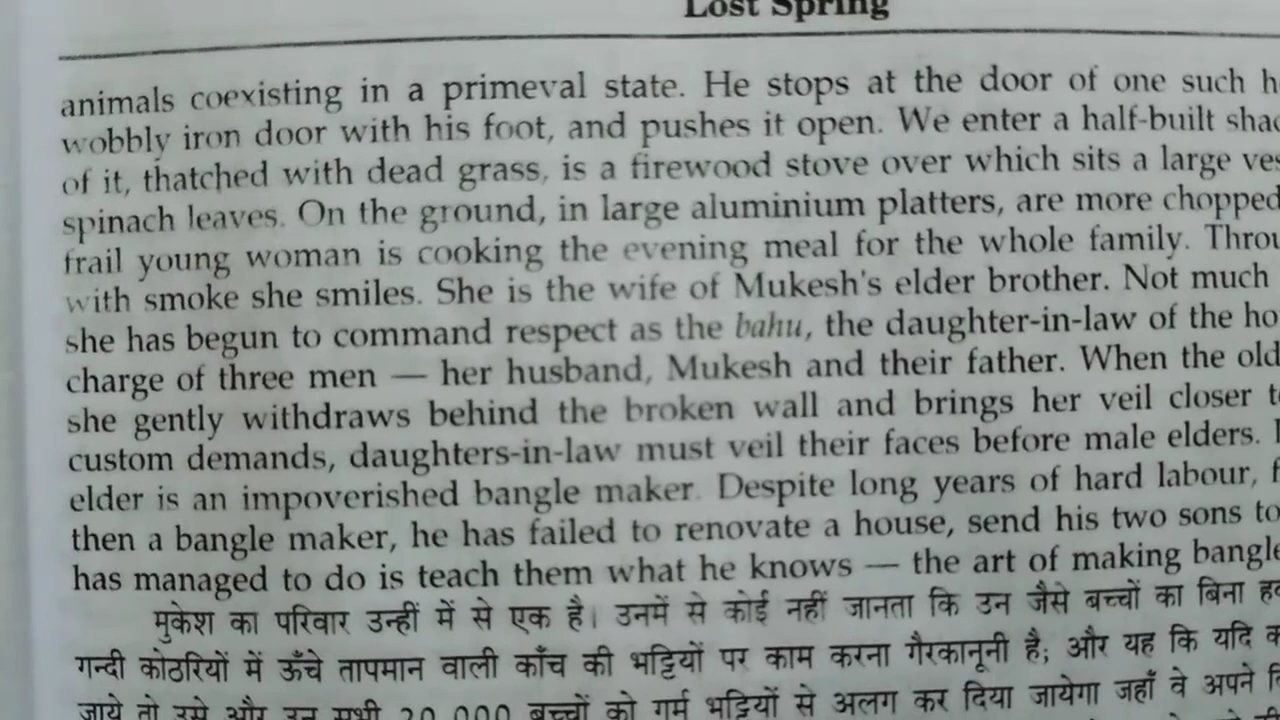 Lost Spring
animals coexisting in a primeval state. He stops at the door of one such
wobbly iron door with his foot, and pushes it open. We enter a half-built
of it, thatched with dead grass, is a firewood stove over which sits a large
spinach leaves. On the ground, in large aluminium platters, are more chopped
frail young woman is cooking the evening meal for the whole family.
with smoke she smiles. She is the wife of Mukesh's elder brother. Not much
she has begun to command respect as the bahu, the daughter-in-law of the
charge of three men — her husband, Mukesh and their father. When the old
she gently withdraws behind the broken wall and brings her veil closer
custom demands, daughters-in-law must veil their faces before male elders.
elder is an impoverished bangle maker. Despite long years of hard labour,
then a bangle maker, he has failed to renovate a house, send his two sons to
has managed to do is teach them what he knows — the art of making
मुकेश का परिवार उन्हीं में से एक है। उनमें से कोई नहीं जानता कि उन जैसे बच्चों का बिना
गन्दी कोठरियों में ऊँचे तापमान वाली काँच की भट्टियों पर काम करना गैरकानूनी है; और यह कि यदि
जाये तो उसे और उन सभी 20,000 बच्चों को गर्म भट्टियों से अलग कर दिया जायेगा जहाँ वे अपने